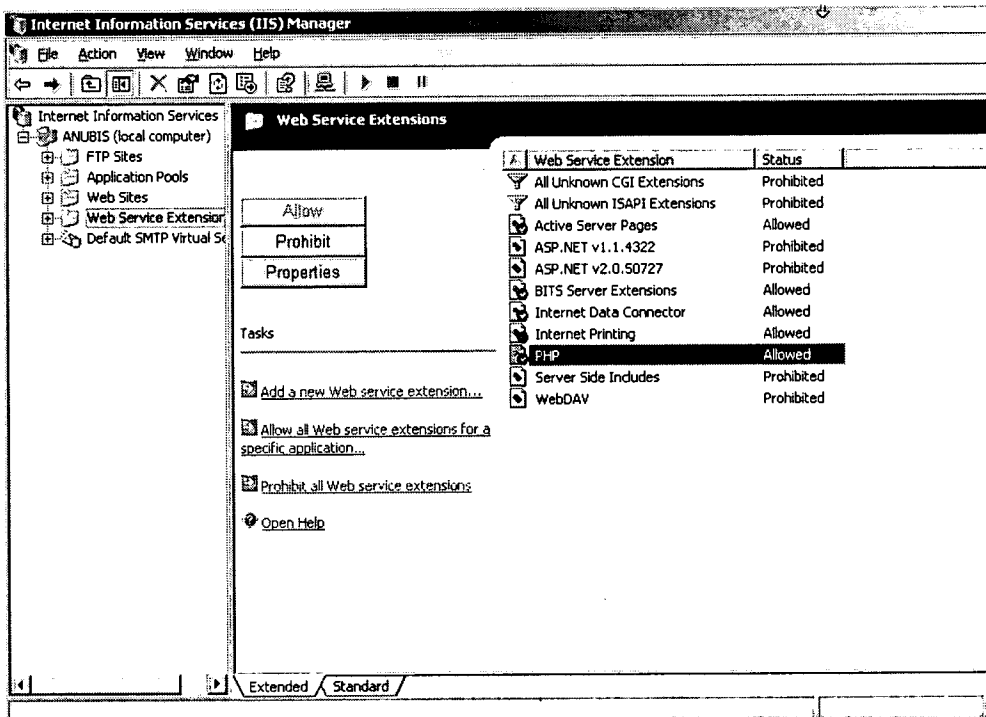 Internet Information Services (IIS) Manager
File Action View Window Help
Internet Information Services
ANUBIS (local computer)
FTP Sites
Application Pools
Web Sites
Web Service Extension
Default SMTP Virtual Se
Web Service Extensions
Allow
Prohibit
Properties
Tasks
Add a new Web service extension...
Allow all Web service extensions for a
specific application...
Prohibit all Web service extensions
Open Help
Web Service Extension Status
All Unknown CGI Extensions Prohibited
All Unknown ISAPI Extensions Prohibited
Active Server Pages Allowed
ASP.NET v1.1.4322 Prohibited
ASP.NET v2.0.50727 Prohibited
BITS Server Extensions Allowed
Internet Data Connector Allowed
Internet Printing Allowed
PHP Allowed
Server Side Includes Prohibited
WebDAV Prohibited
Extended Standard